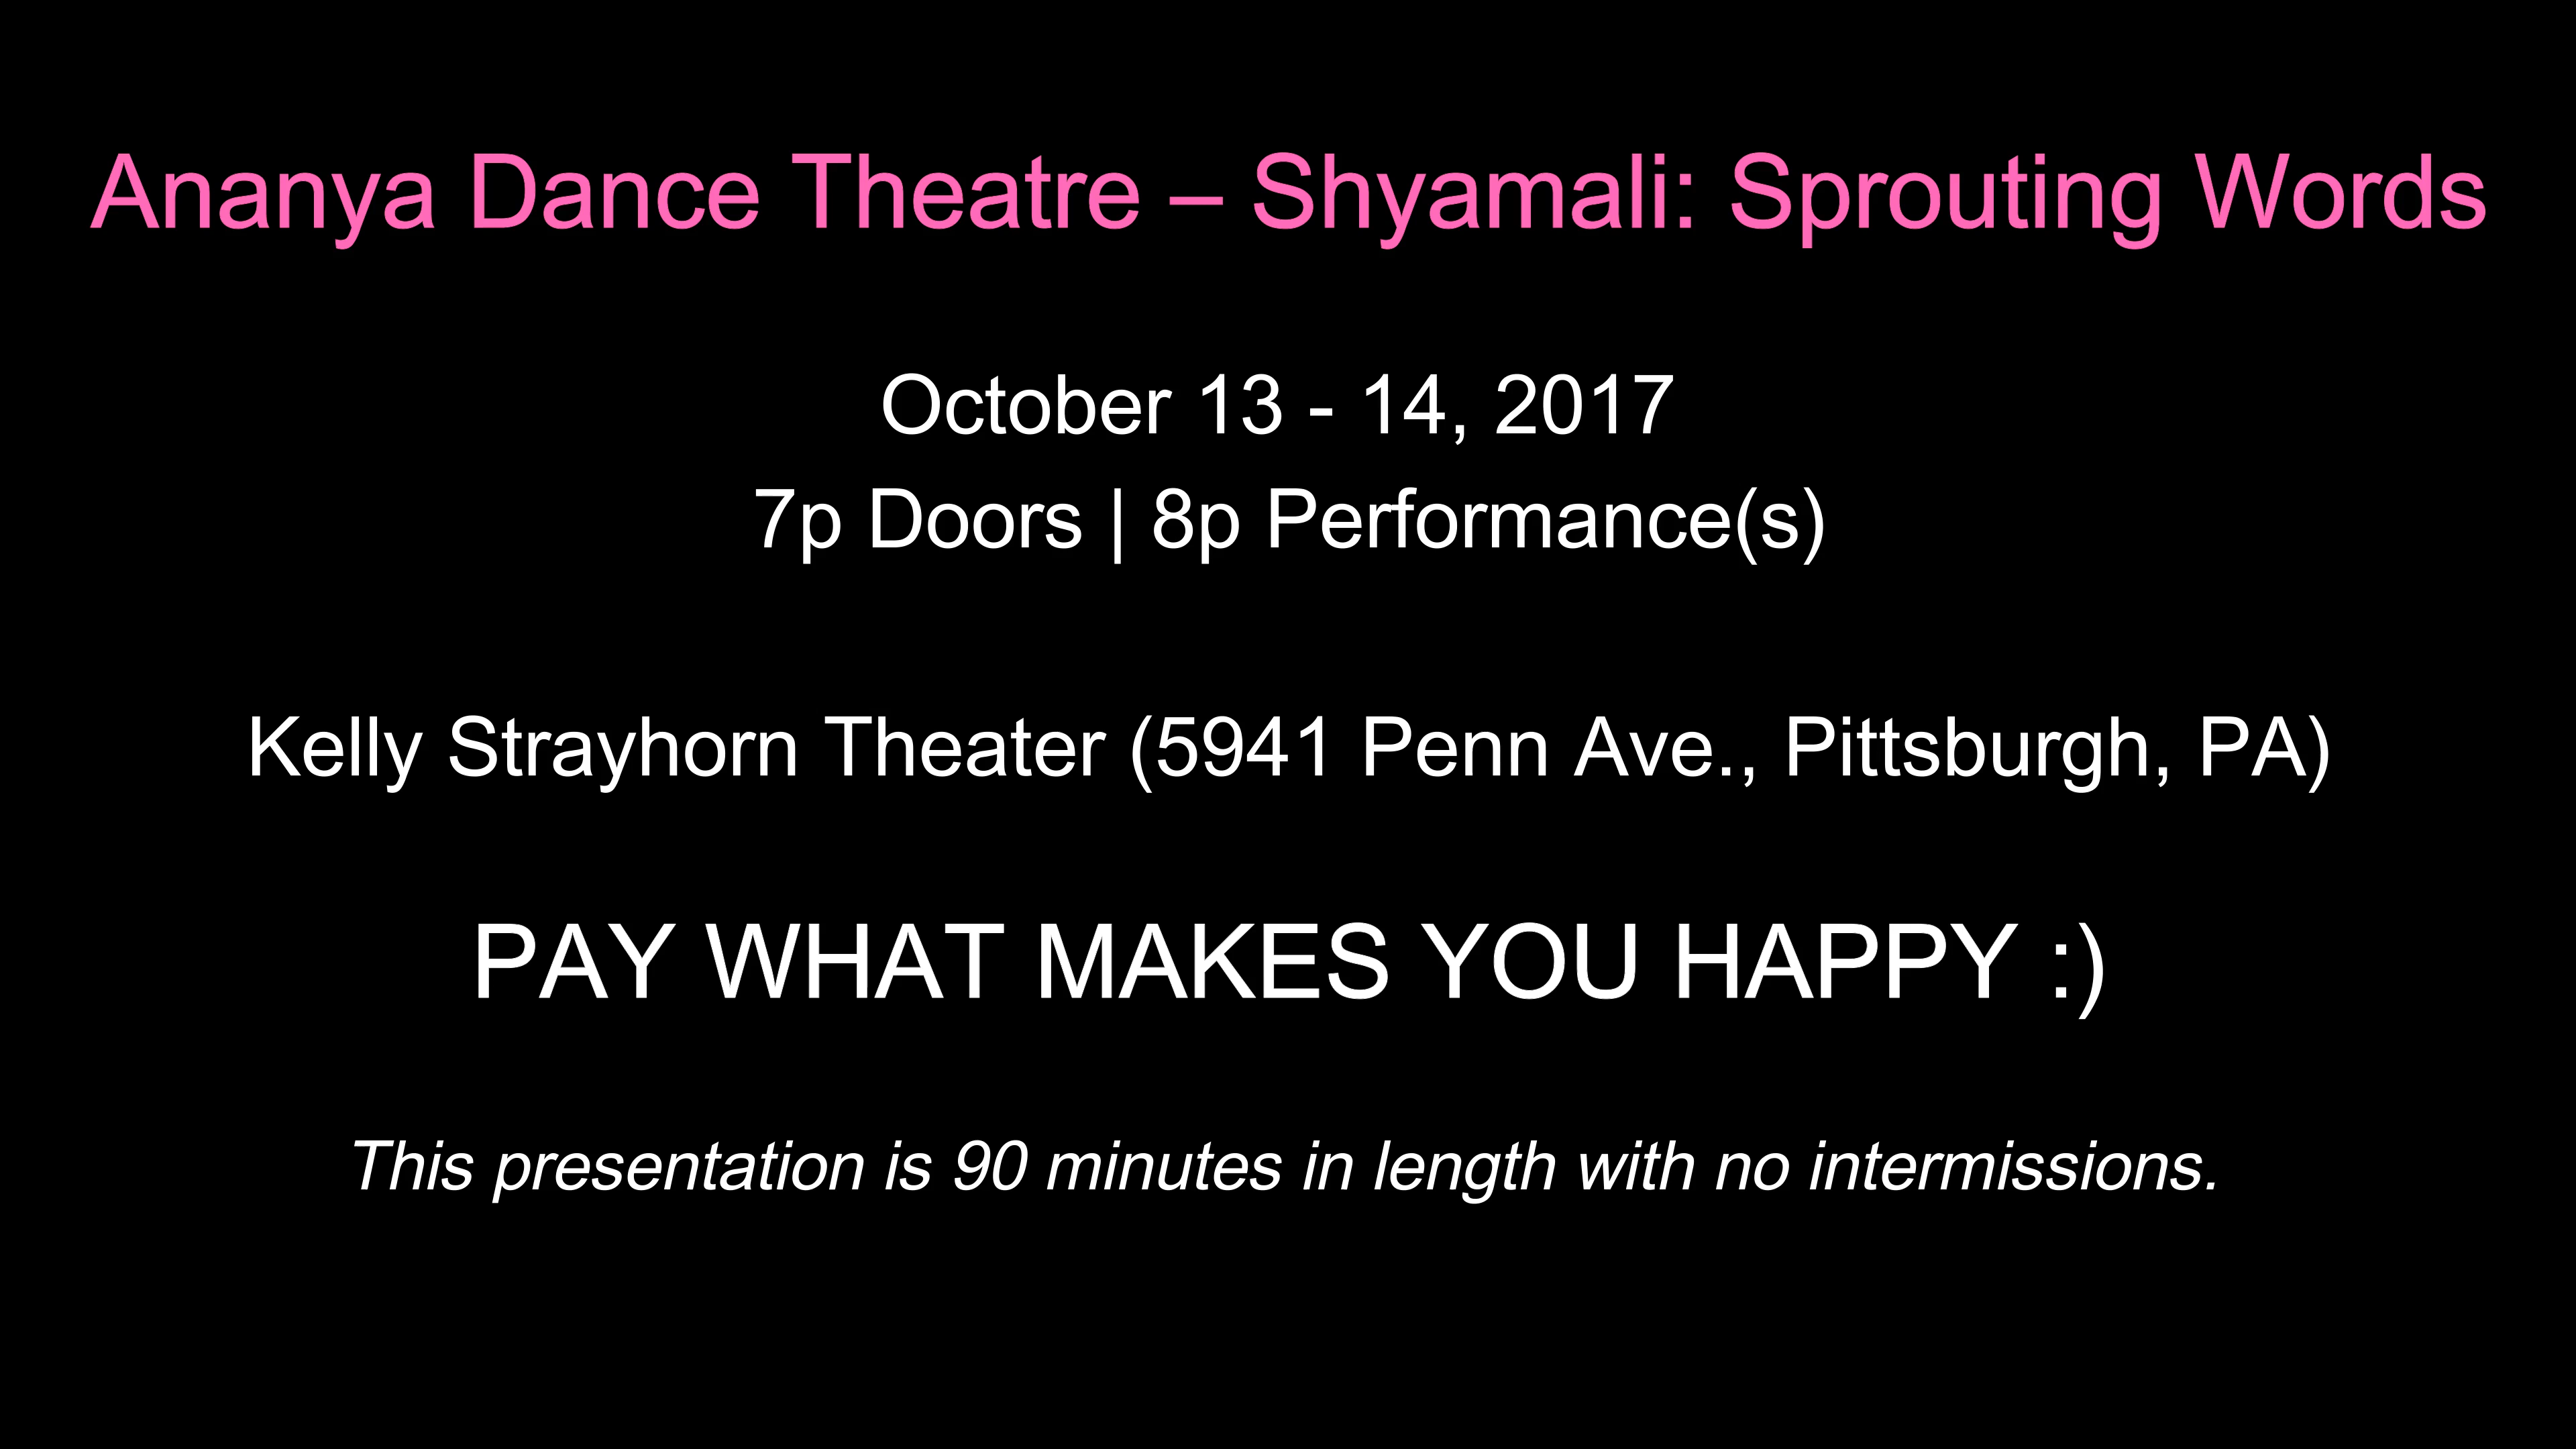 Ananya Dance Theatre – Shyamali: Sprouting Words
October 13 - 14, 2017
7p Doors | 8p Performance(s)
Kelly Strayhorn Theater (5941 Penn Ave., Pittsburgh, PA)
PAY WHAT MAKES YOU HAPPY :)
This presentation is 90 minutes in length with no intermissions.